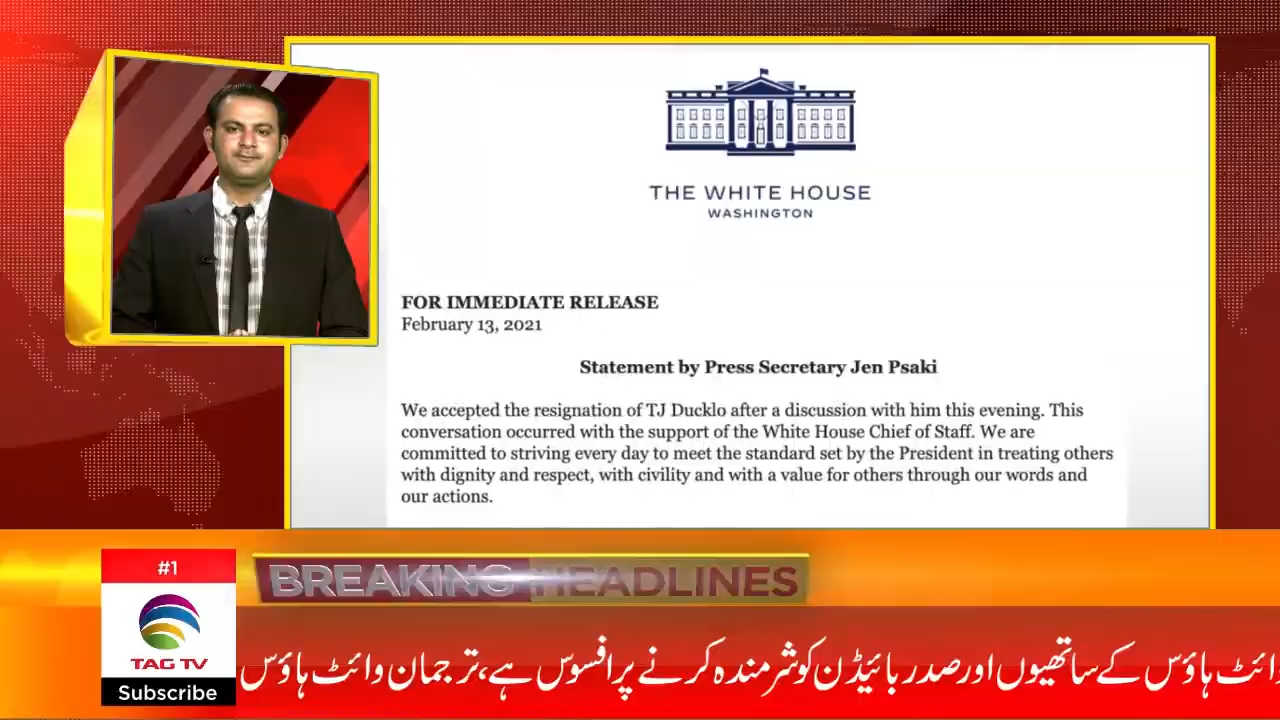 THE WHITE HOUSE
WASHINGTON
FOR IMMEDIATE RELEASE
February 13, 2021
Statement by Press Secretary Jen Psaki
We accepted the resignation of TJ Ducklo after a discussion with him this evening. This
conversation occurred with the support of the White House Chief of Staff. We are
committed to striving every day to meet the standard set by the President in treating others
with dignity and respect, with civility and with a value for others through our words and
our actions.
#1
TAG TV
Subscribe
BREAKING HEADLINES
وائٹ ہاؤس کے ساتھیوں اور صدر بائیڈن کو شرمندہ کرنے پر افسوس ہے، ترجمان وائٹ ہاؤس